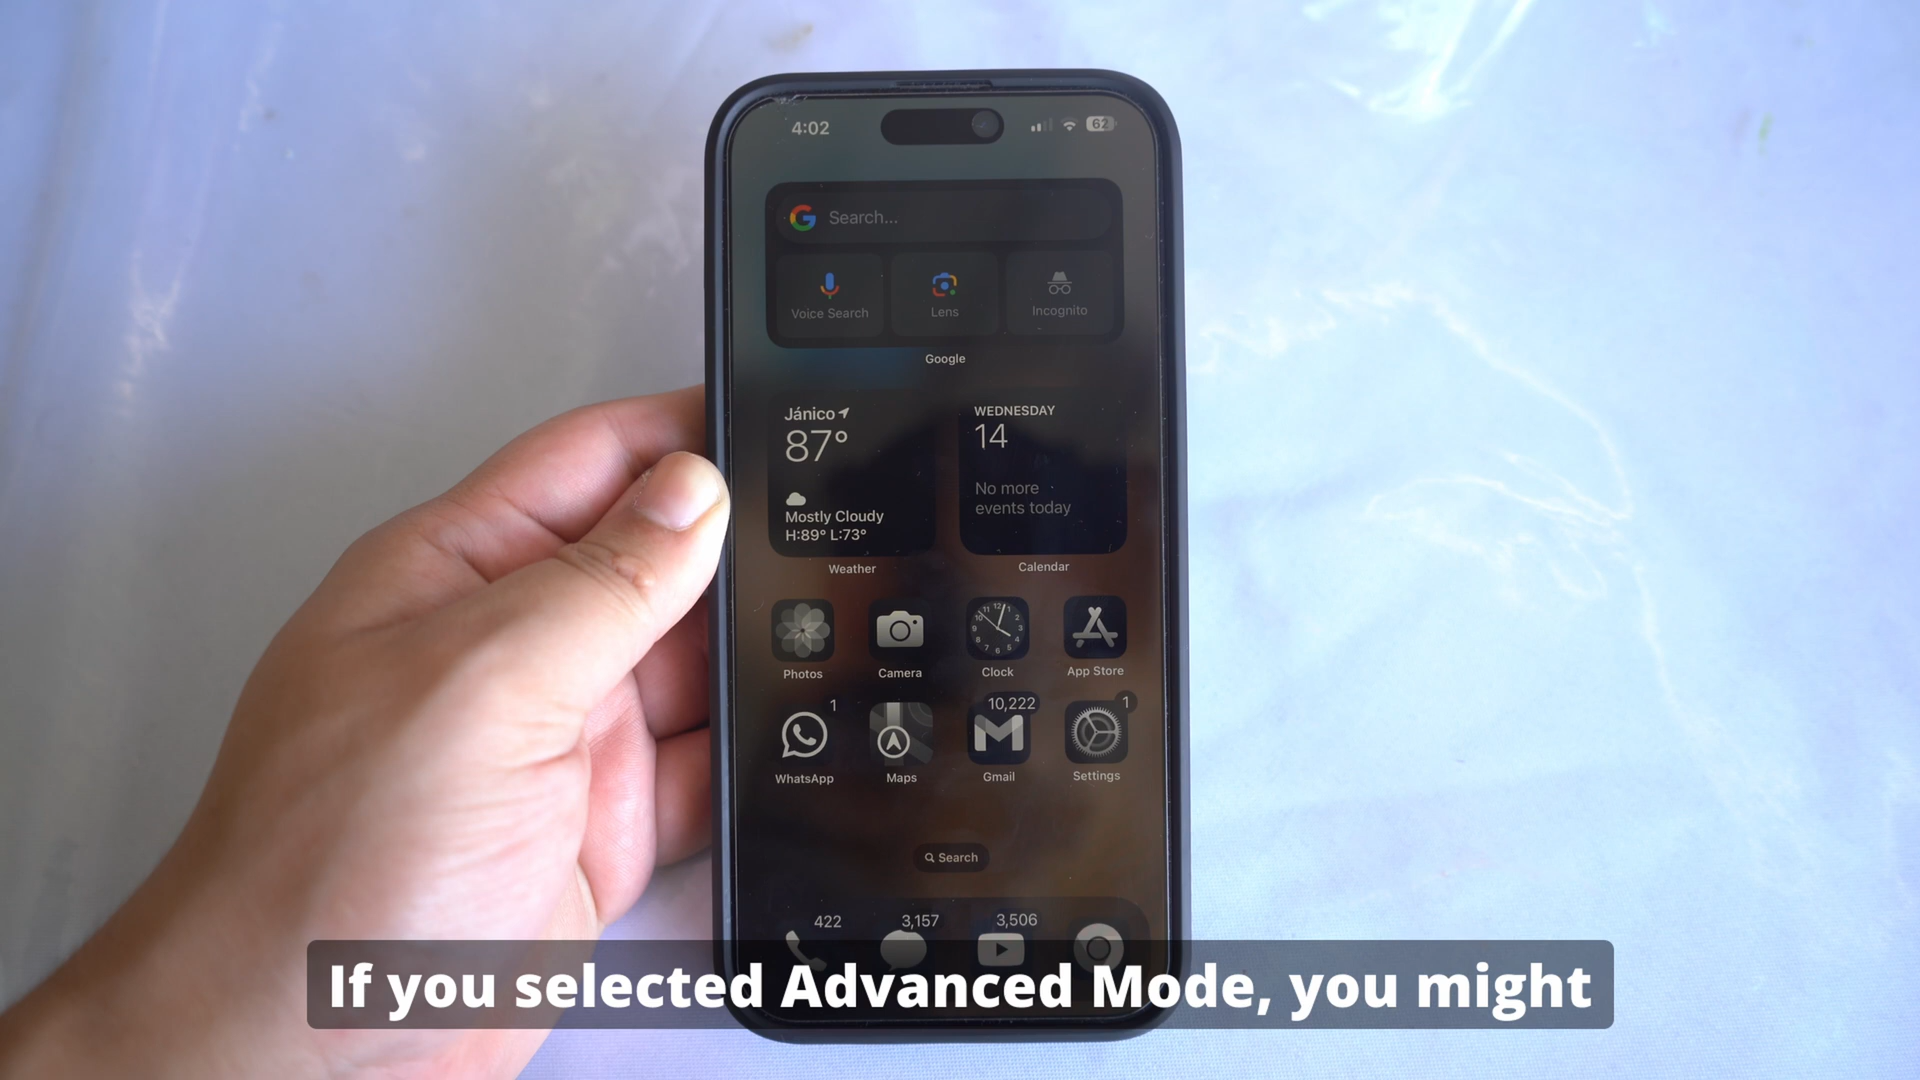 4:02
62
Search...
Voice Search
Lens
Incognito
Google
Jánico
87°
Mostly Cloudy
H:89° L:73°
Weather
WEDNESDAY
14
No more
events today
Calendar
Photos
Camera
Clock
App Store
1
10,222
1
WhatsApp
Maps
Gmail
Settings
Search
422
3,157
3,506
If you selected Advanced Mode, you might